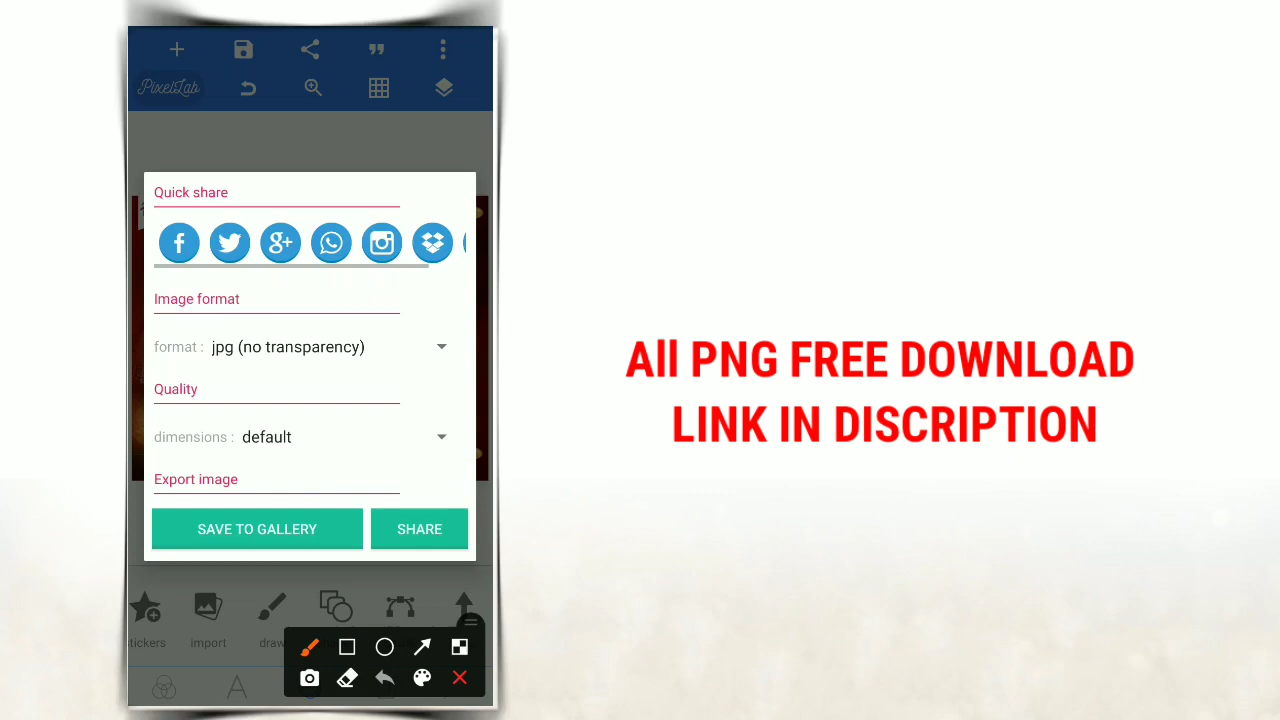 PixelLab
Quick share
Image format
format : jpg (no transparency)
Quality
dimensions : default
Export image
SAVE TO GALLERY SHARE
tickers import draw
All PNG FREE DOWNLOAD
LINK IN DISCRIPTION